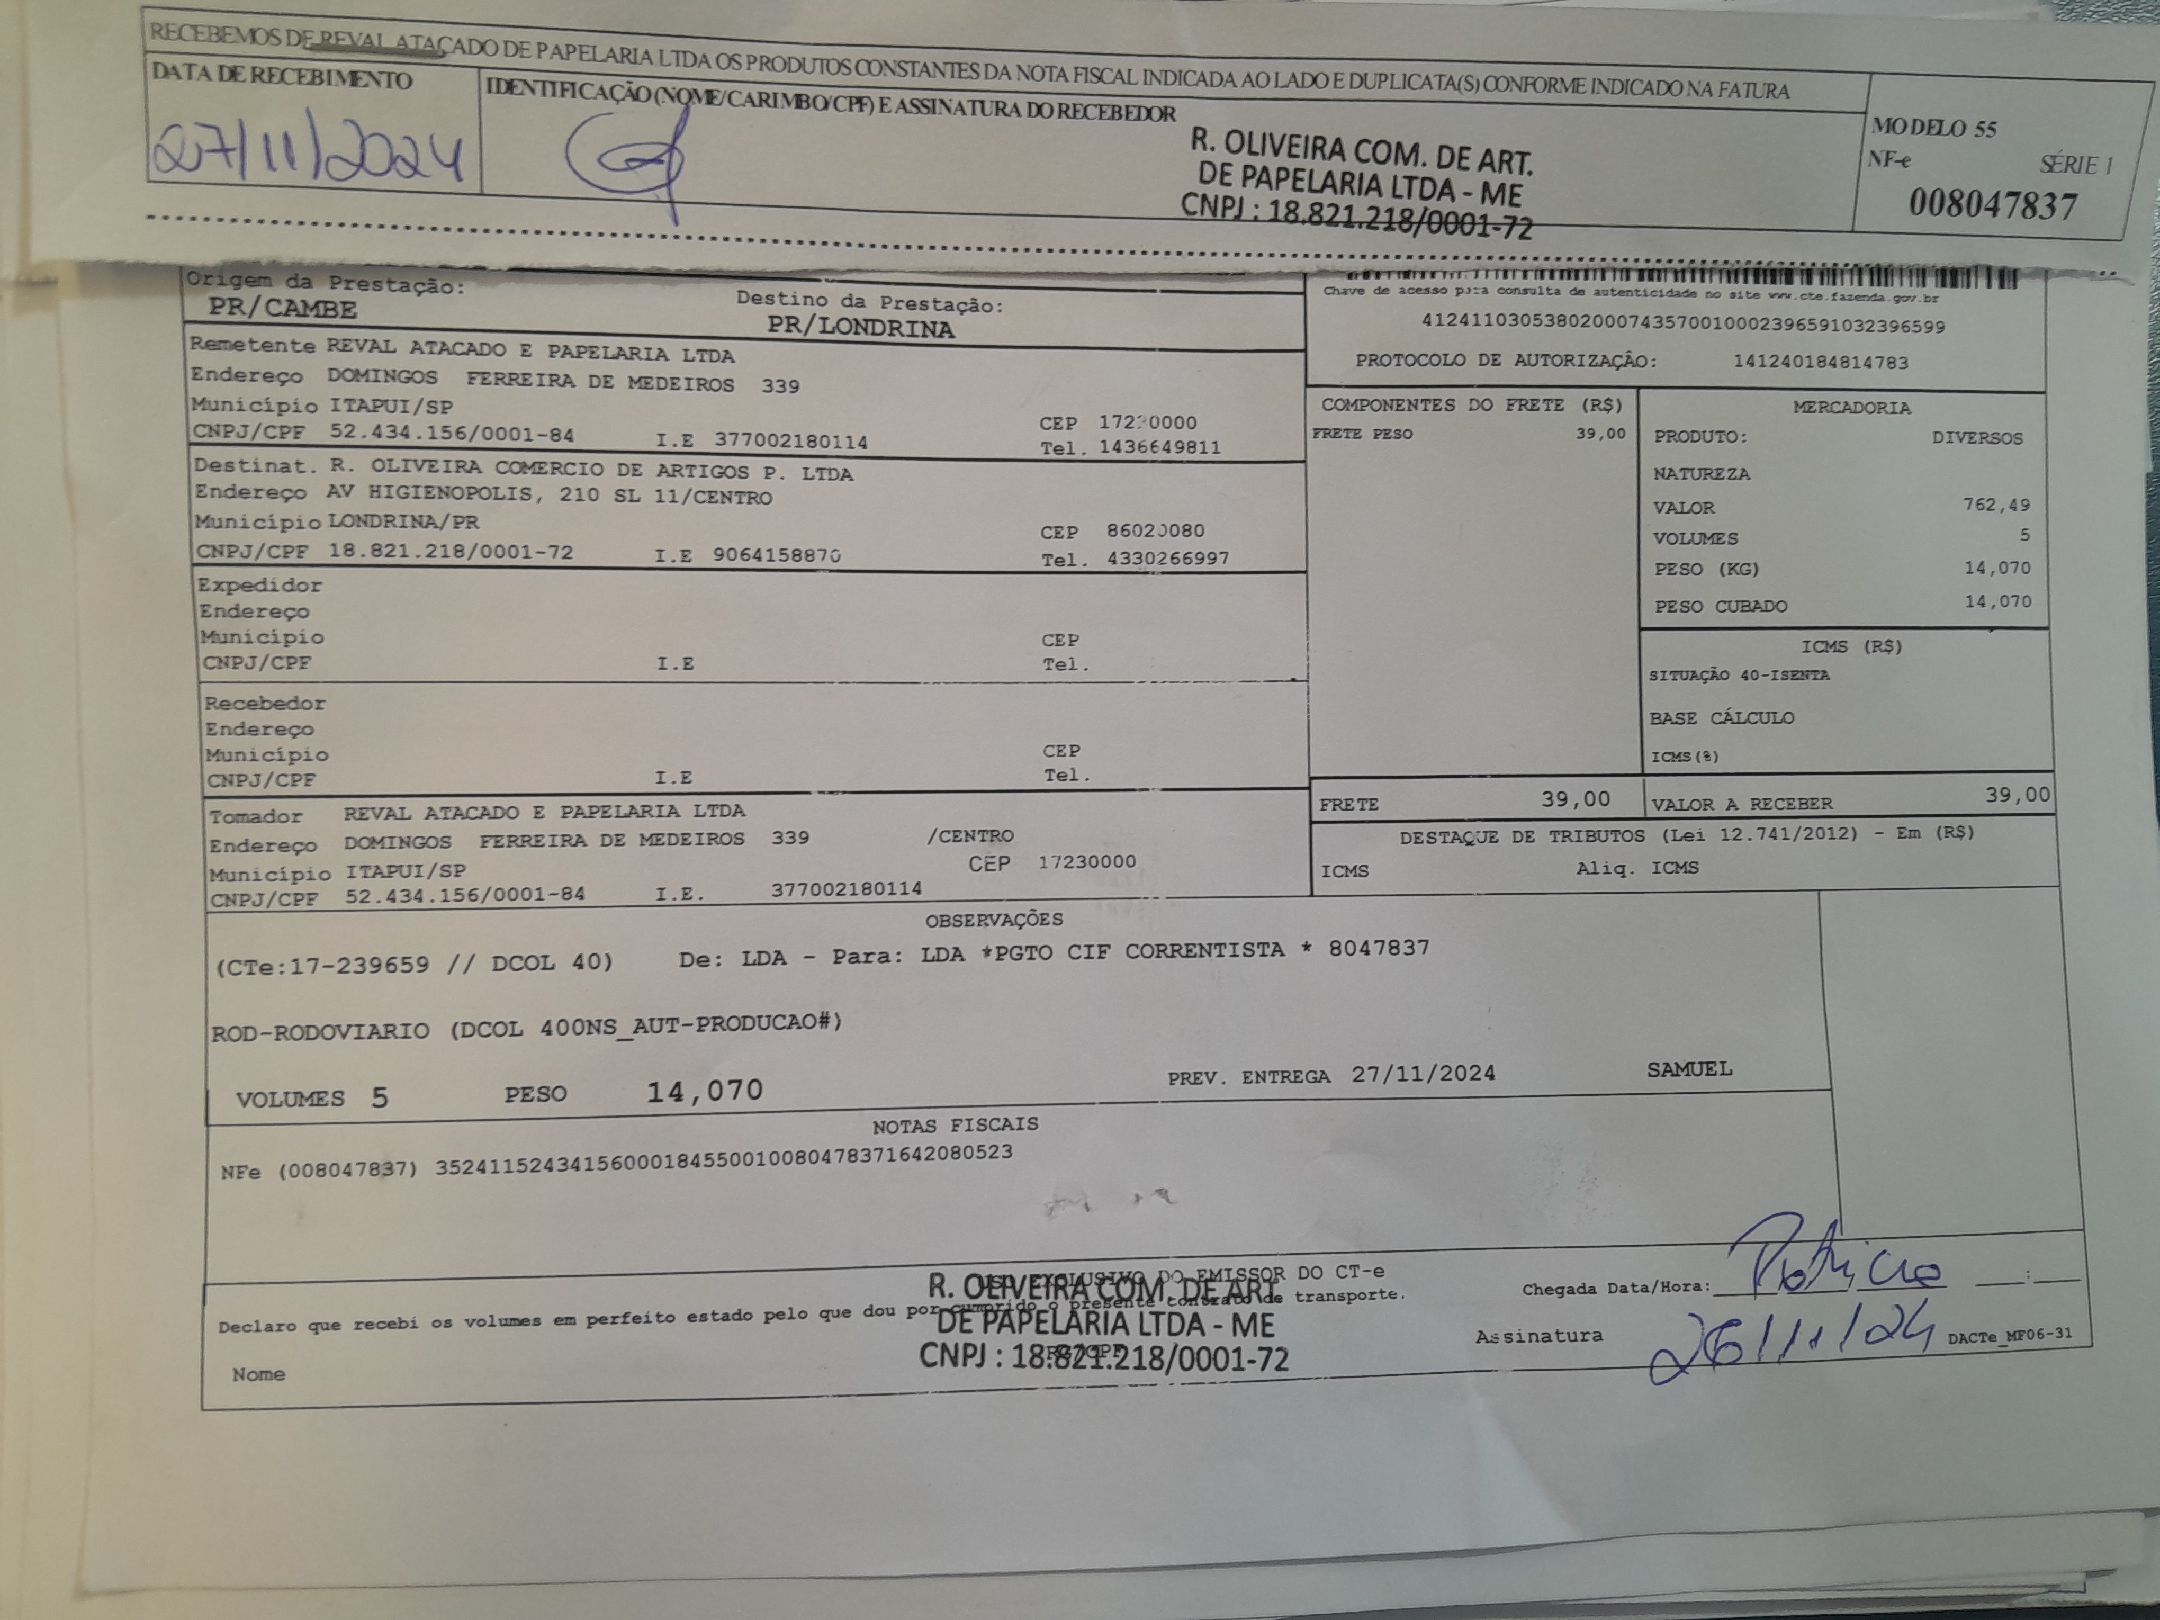 RECEBEMOS DE REVAL ATACADO DE PAPELARIA LTDA OS PRODUTOS CONSTANTES DA NOTA FISCAL INDICADA AO LADO E DUPLICATA(S) CONFORME INDICADO NA FATURA
DATA DE RECEBIMENTO
27/11/2024
IDENTIFICAÇÃO (NOME/CARIMBO/CPF) E ASSINATURA DO RECEBEDOR
R. OLIVEIRA COM. DE ART.
DE PAPELARIA LTDA - ME
CNPJ : 18.821.218/0001-72
MODELO 55
NF-e SÉRIE 1
008047837
Origem da Prestação:
PR/CAMBE
Destino da Prestação:
PR/LONDRINA
Chave de acesso para consulta de autenticidade no site www.cte.fazenda.gov.br
41241103053802000743570010002396591032396599
PROTOCOLO DE AUTORIZAÇÂO: 141240184814783
Remetente REVAL ATACADO E PAPELARIA LTDA
Endereço DOMINGOS FERREIRA DE MEDEIROS 339
Município ITAPUI/SP CEP 17230000
CNPJ/CPF 52.434.156/0001-84 I.E 377002180114 Tel. 1436649811
Destinat. R. OLIVEIRA COMERCIO DE ARTIGOS P. LTDA
Endereço AV HIGIENOPOLIS, 210 SL 11/CENTRO
Município LONDRINA/PR CEP 86020080
CNPJ/CPF 18.821.218/0001-72 I.E 9064158870 Tel. 4330266997
Expedidor
Endereço
Município CEP
CNPJ/CPF I.E Tel.
Recebedor
Endereço
Município CEP
CNPJ/CPF I.E Tel.
Tomador REVAL ATACADO E PAPELARIA LTDA
Endereço DOMINGOS FERREIRA DE MEDEIROS 339 /CENTRO
Município ITAPUI/SP CEP 17230000
CNPJ/CPF 52.434.156/0001-84 I.E. 377002180114
COMPONENTES DO FRETE (R$)
FRETE PESO 39,00
MERCADORIA
PRODUTO: DIVERSOS
NATUREZA
VALOR 762,49
VOLUMES 5
PESO (KG) 14,070
PESO CUBADO 14,070
ICMS (R$)
SITUAÇÃO 40-ISENTA
BASE CÁLCULO
ICMS(%)
FRETE 39,00 VALOR A RECEBER 39,00
DESTAQUE DE TRIBUTOS (Lei 12.741/2012) - Em (R$)
ICMS Aliq. ICMS
OBSERVAÇÕES
(CTe:17-239659 // DCOL 40) De: LDA - Para: LDA *PGTO CIF CORRENTISTA * 8047837
ROD-RODOVIARIO (DCOL 400NS_AUT-PRODUCAO#)
VOLUMES 5 PESO 14,070 PREV. ENTREGA 27/11/2024 SAMUEL
NOTAS FISCAIS
NFe (008047837) 35241152434156000184550010080478371642080523
USO EXCLUSIVO DO EMISSOR DO CT-e
Declaro que recebi os volumes em perfeito estado pelo que dou por cumprido o presente contrato de transporte.
Nome RG/CPF
R. OLIVEIRA COM. DE ART.
DE PAPELARIA LTDA - ME
CNPJ : 18.821.218/0001-72
Chegada Data/Hora: Patricia __:__
Assinatura 26/11/24 DACTe_MF06-31